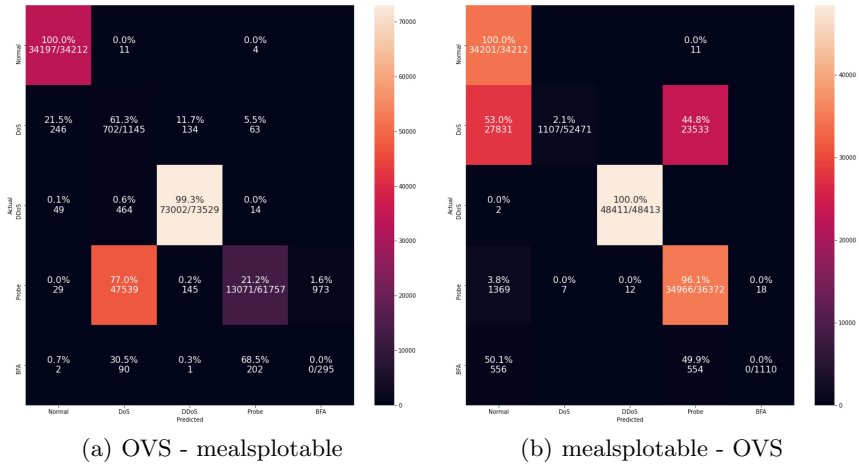 100.0% 0.0% 0.0%
34197/34212 11 4
21.5% 61.3% 11.7% 5.5%
246 702/1145 134 63
0.1% 0.6% 99.3% 0.0%
49 464 73002/73529 14
0.0% 77.0% 0.2% 21.2% 1.6%
29 47539 145 13071/61757 973
0.7% 30.5% 0.3% 68.5% 0.0%
2 90 1 202 0/295
Normal
DoS
DDoS
Probe
BFA
Actual
Normal DoS DDoS Probe BFA
Predicted
70000
60000
50000
40000
30000
20000
10000
0
(a) OVS - mealsplotable
100.0% 0.0%
34201/34212 11
53.0% 2.1% 44.8%
27831 1107/52471 23533
0.0% 100.0%
2 48411/48413
3.8% 0.0% 0.0% 96.1% 0.0%
1369 7 12 34966/36372 18
50.1% 49.9% 0.0%
556 554 0/1110
Normal
DoS
DDoS
Probe
BFA
Actual
Normal DoS DDoS Probe BFA
Predicted
40000
30000
20000
10000
0
(b) mealsplotable - OVS